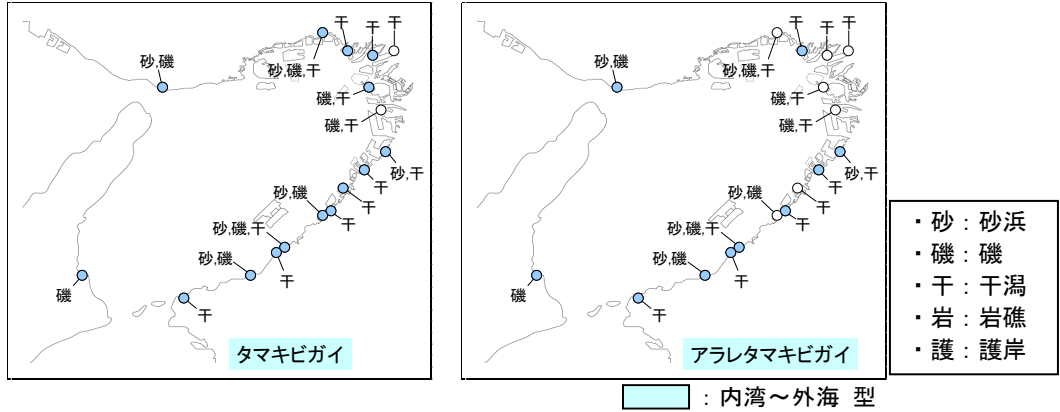 干
干
干
砂,磯,干
砂,磯
磯,干
磯,干
砂,干
干
干
砂,磯
干
砂,磯,干
砂,磯
干
磯
干
タマキビガイ
干
干
干
砂,磯,干
砂,磯
磯,干
磯,干
砂,干
干
干
砂,磯
干
砂,磯,干
砂,磯
干
磯
干
アラレタマキビガイ
・砂：砂浜
・磯：磯
・干：干潟
・岩：岩礁
・護：護岸
：内湾～外海 型